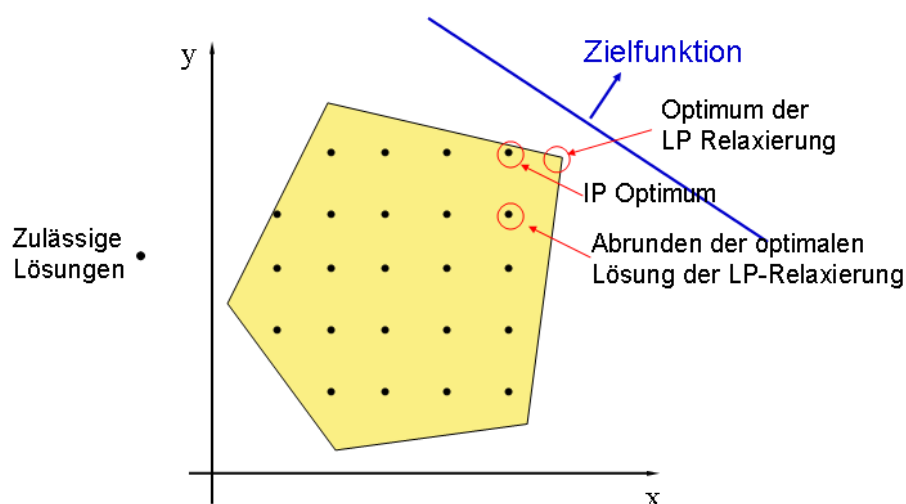 y
Zielfunktion
Optimum der
LP Relaxierung
IP Optimum
Zulässige
Lösungen
Abrunden der optimalen
Lösung der LP-Relaxierung
x